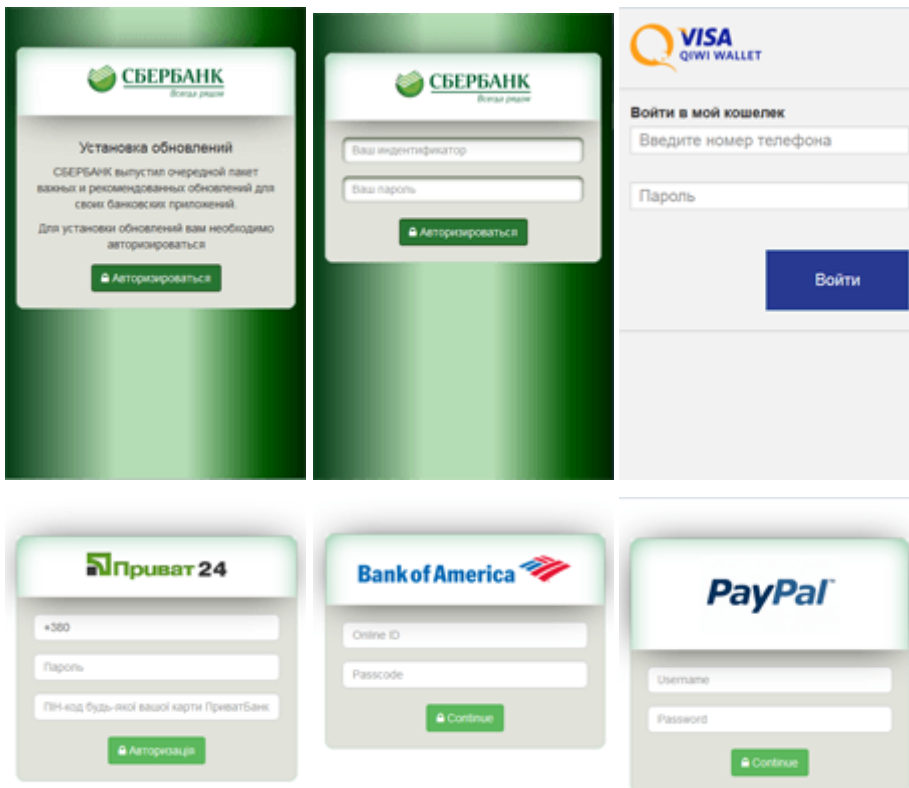 СБЕРБАНК
Всегда рядом
Установка обновлений
СБЕРБАНК выпустил очередной пакет
важных и рекомендованных обновлений для
своих банковских приложений.
Для установки обновлений вам необходимо
авторизироваться
Авторизироваться
СБЕРБАНК
Всегда рядом
Ваш индентификатор
Ваш пароль
Авторизироваться
VISA
QIWI WALLET
Войти в мой кошелек
Введите номер телефона
Пароль
Войти
Приват 24
+380
Пароль
ПІН-код будь-якої вашої карти ПриватБанк
Авторизація
Bank of America
Online ID
Passcode
Continue
PayPal
Username
Password
Continue